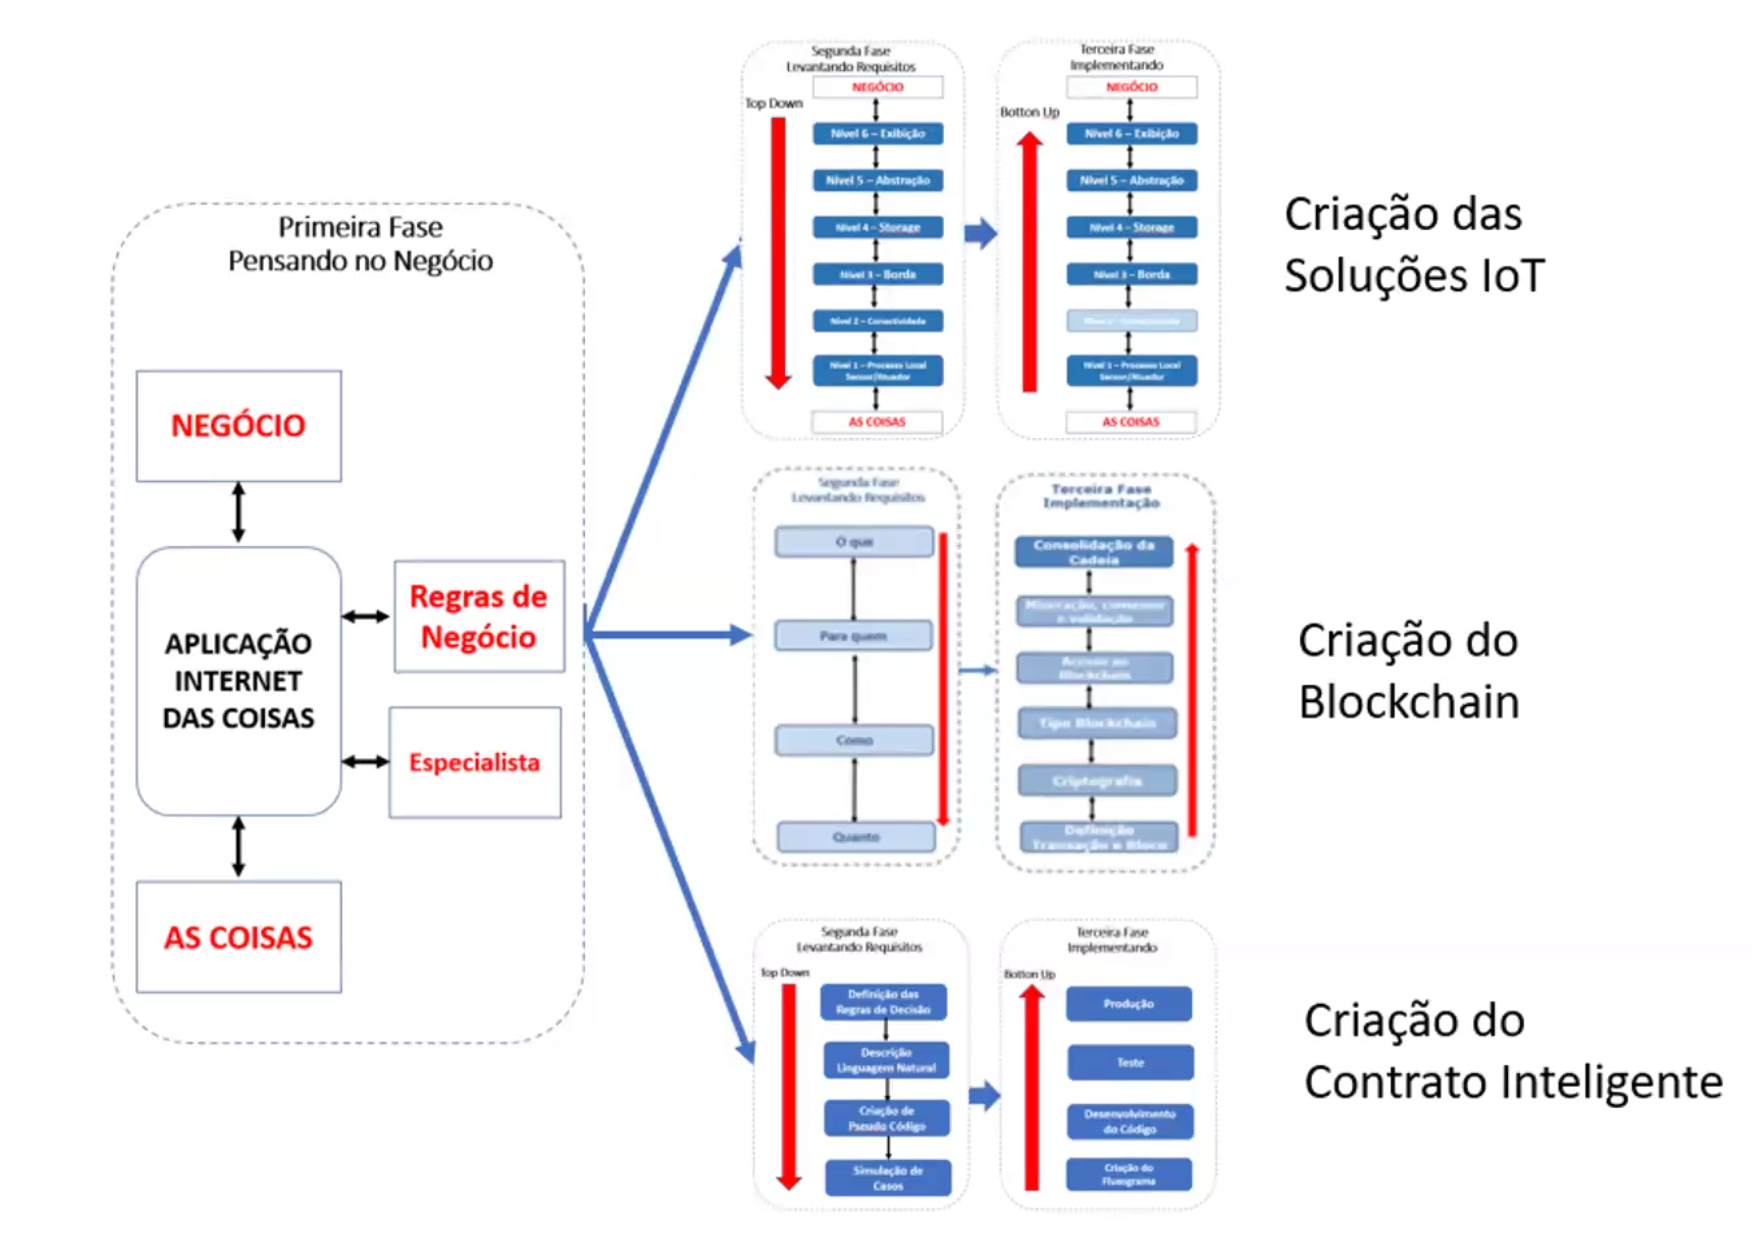 Primeira Fase
Pensando no Negócio
NEGÓCIO
APLICAÇÃO
INTERNET
DAS COISAS
Regras de
Negócio
Especialista
AS COISAS
Segunda Fase
Levantando Requisitos
NEGÓCIO
Top Down
Nível 6 – Exibição
Nível 5 – Abstração
Nível 4 – Storage
Nível 3 – Borda
Nível 2 – Conectividade
Nível 1 – Processo Local
Sensor/Atuador
AS COISAS
Terceira Fase
Implementando
NEGÓCIO
Botton Up
Nível 6 – Exibição
Nível 5 – Abstração
Nível 4 – Storage
Nível 3 – Borda
Nível 1 – Processo Local
Sensor/Atuador
AS COISAS
Criação das
Soluções IoT
Segunda Fase
Levantando Requisitos
O que
Para quem
Como
Quanto
Terceira Fase
Implementação
Consolidação da
Cadeia
Mineração, consenso
e validação
Acesso ao
Blockchain
Tipo Blockchain
Criptografia
Definição
Transação e Bloco
Criação do
Blockchain
Segunda Fase
Levantando Requisitos
Top Down
Definição das
Regras de Decisão
Descrição
Linguagem Natural
Criação de
Pseudo Código
Simulação de
Casos
Terceira Fase
Implementando
Botton Up
Produção
Teste
Desenvolvimento
do Código
Criação do
Fluxograma
Criação do
Contrato Inteligente